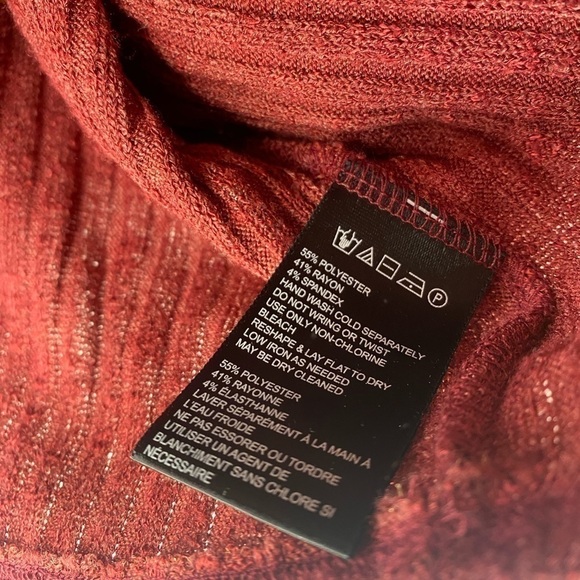 P
55% POLYESTER
41% RAYON
4% SPANDEX
HAND WASH COLD SEPARATELY
DO NOT WRING OR TWIST
USE ONLY NON-CHLORINE
BLEACH
RESHAPE & LAY FLAT TO DRY
LOW IRON AS NEEDED
MAY BE DRY CLEANED
55% POLYESTER
41% RAYONNE
4% ÉLASTHANNE
LAVER SÉPARÉMENT À LA MAIN À
L'EAU FROIDE
NE PAS ESSORER OU TORDRE
UTILISER UN AGENT DE
BLANCHIMENT SANS CHLORE SI
NECESSAIRE